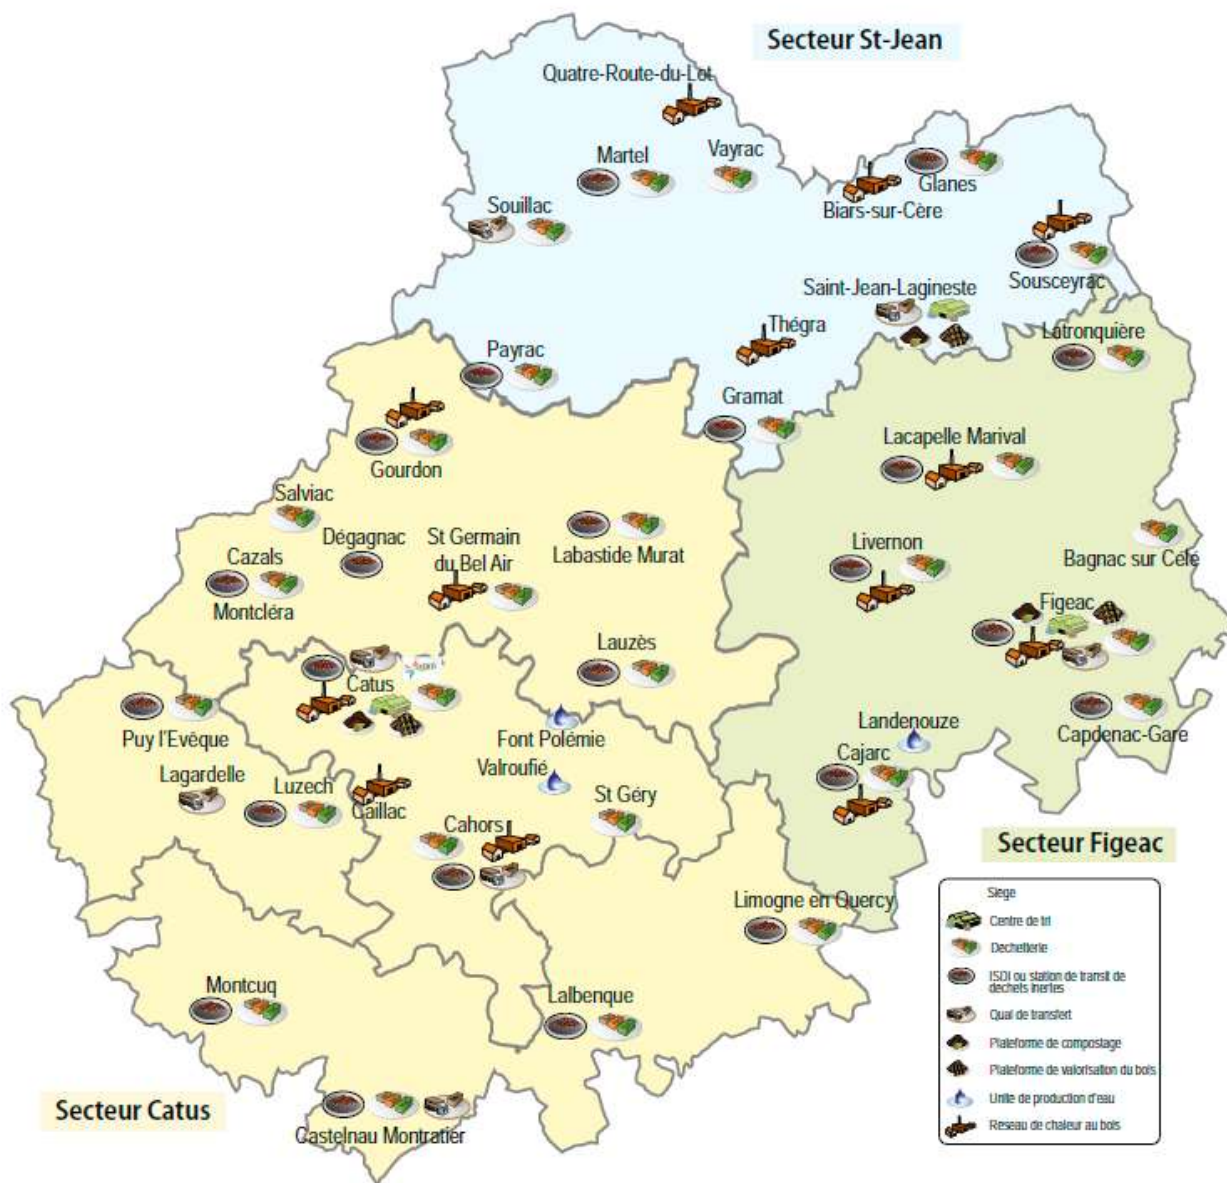 Secteur St-Jean
Quatre-Route-du-Lot
Martel
Vayrac
Glanes
Biars-sur-Cère
Souillac
Sousceyrac
Saint-Jean-Lagineste
Thégra
Latronquière
Payrac
Gramat
Lacapelle Marival
Gourdon
Salviac
Dégagnac
St Germain
du Bel Air
Labastide Murat
Livernon
Bagnac sur Célé
Cazals
Montcléra
Figeac
Lauzès
Catus
Puy l'Evèque
Font Polémie
Landenouze
Capdenac-Gare
Valroufié
Cajarc
Lagardelle
Luzech
Caillac
St Géry
Cahors
Secteur Figeac
Limogne en Quercy
Montcuq
Lalbenque
Secteur Catus
Castelnau Montratier
Siege
Centre de tri
Dechetterie
ISDI ou station de transit de
dechets inertes
Quai de transfert
Plateforme de compostage
Plateforme de valorisation du bois
Unite de production d'eau
Reseau de chaleur au bois